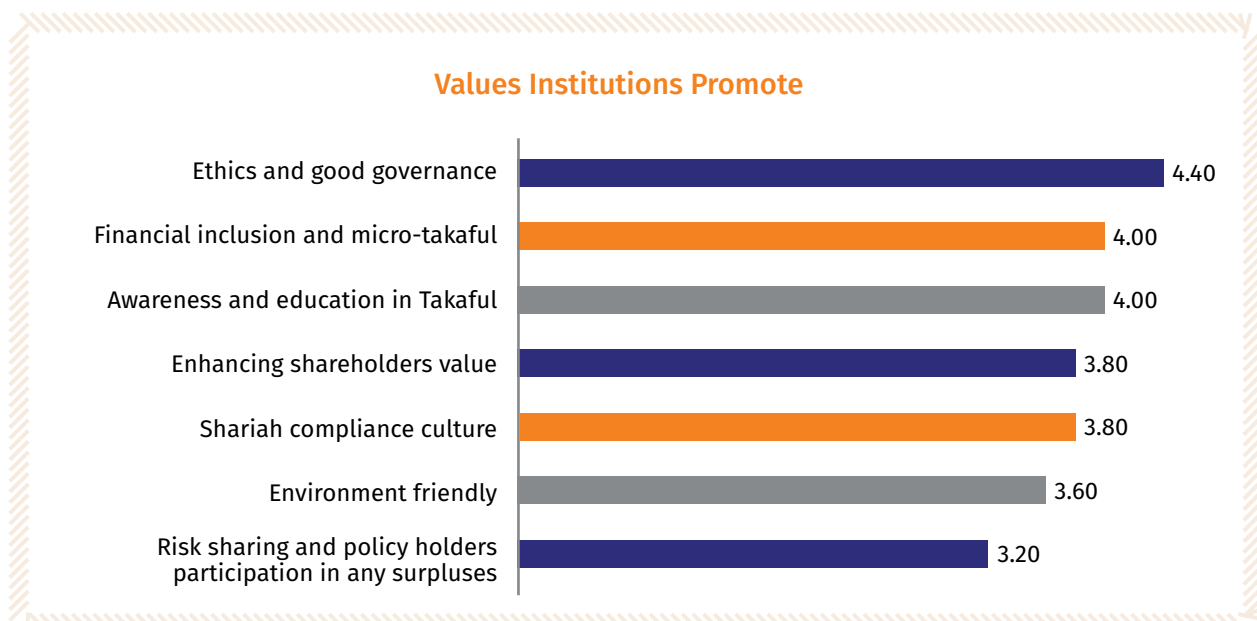 Values Institutions Promote
Ethics and good governance
4.40
Financial inclusion and micro-takaful
4.00
Awareness and education in Takaful
4.00
Enhancing shareholders value
3.80
Shariah compliance culture
3.80
Environment friendly
3.60
Risk sharing and policy holders
participation in any surpluses
3.20